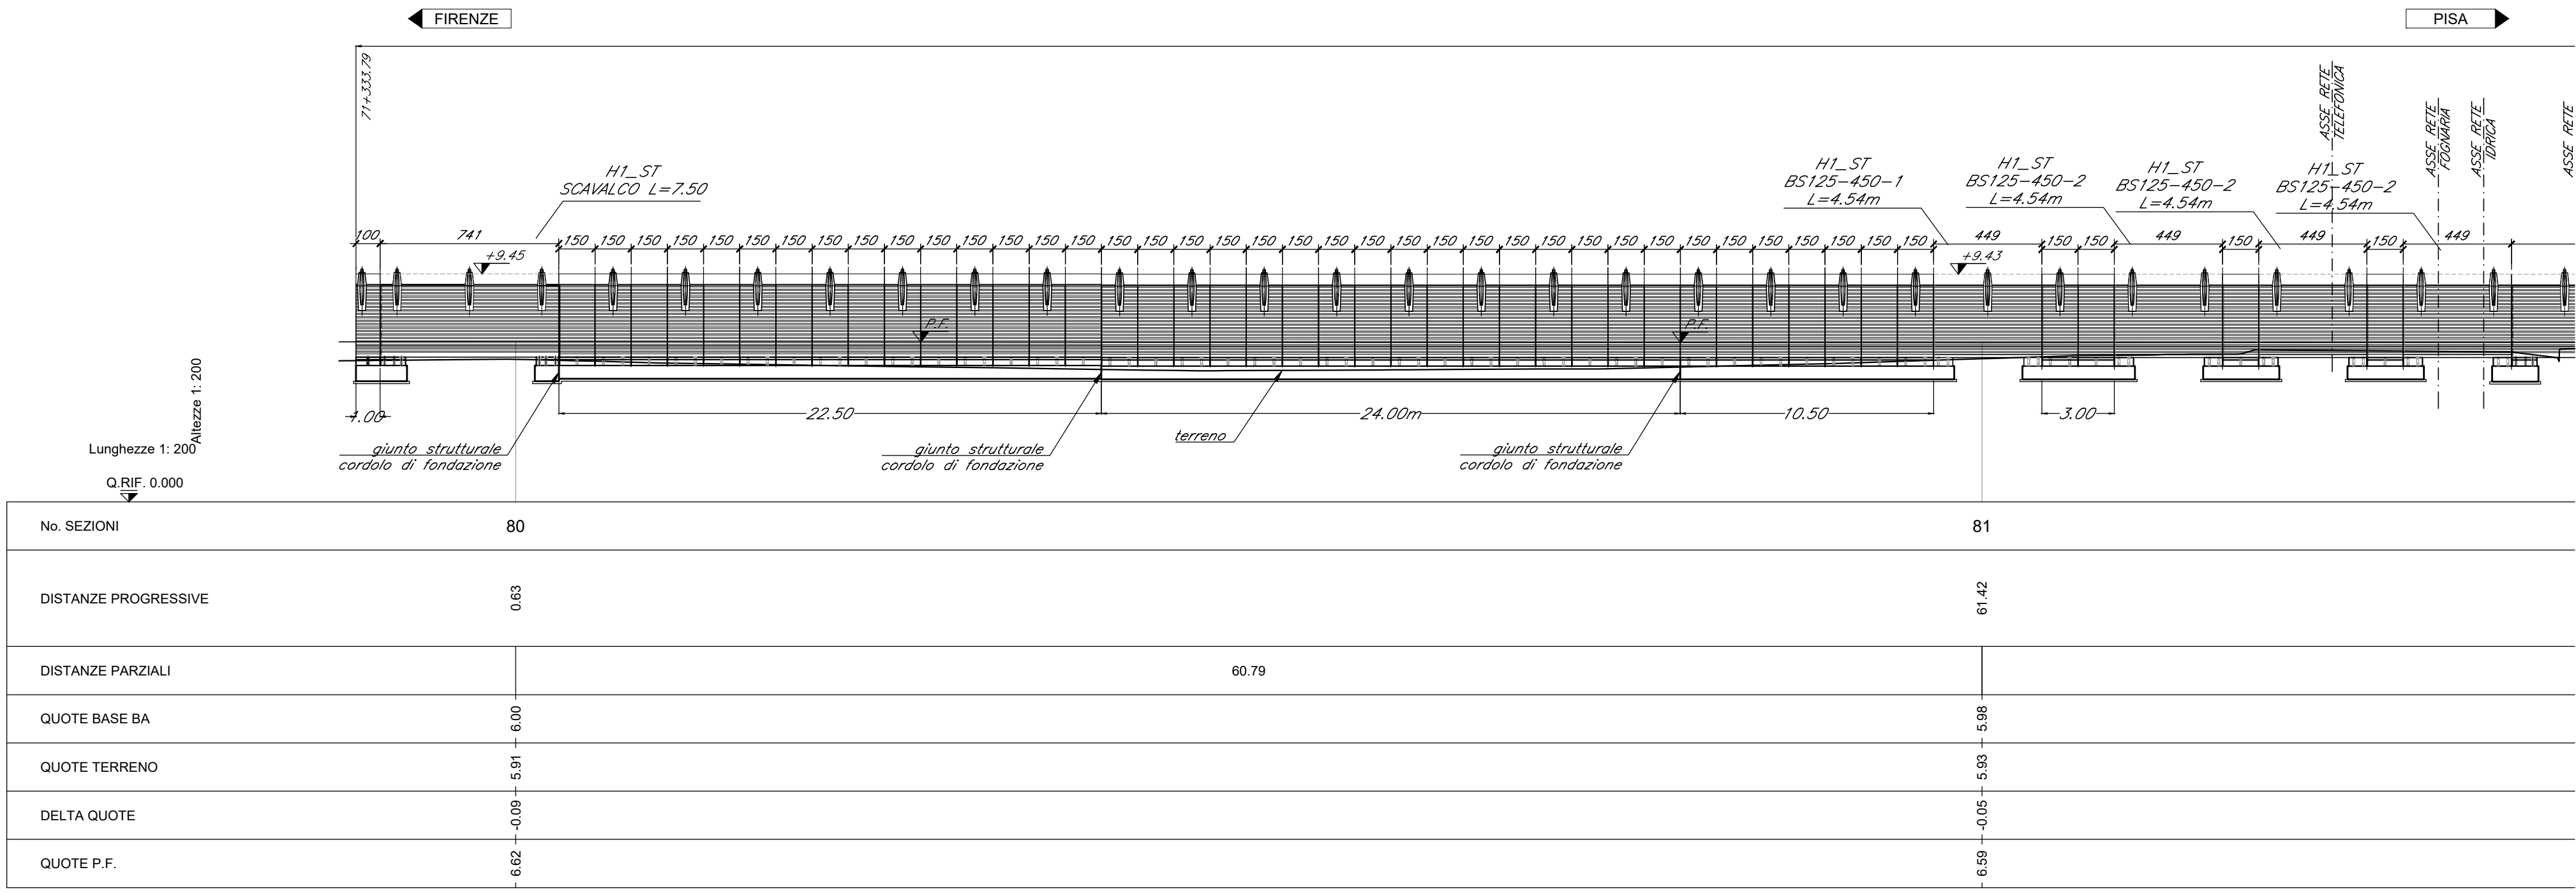 FIRENZE
PISA
71+333.79
ASSE RETE
TELEFONICA
ASSE RETE
FOGNARIA
ASSE RETE
IDRICA
ASSE RETE
H1_ST
SCAVALCO L=7.50
H1_ST
BS125-450-1
L=4.54m
H1_ST
BS125-450-2
L=4.54m
H1_ST
BS125-450-2
L=4.54m
H1_ST
BS125-450-2
L=4.54m
100 741 150 150 150 150 150 150 150 150 150 150 150 150 150 150 150 150 150 150 150 150 150 150 150 150 150 150 150 150 150 150 150 150 150 150 150 150 150 150 449 150 150 449 150 449 150 449
+9.45
+9.43
P.F.
P.F.
1.00
22.50
24.00m
10.50
3.00
giunto strutturale
cordolo di fondazione
giunto strutturale
cordolo di fondazione
terreno
giunto strutturale
cordolo di fondazione
Altezze 1: 200
Lunghezze 1: 200
Q.RIF. 0.000
No. SEZIONI 80 81
DISTANZE PROGRESSIVE 0.63 61.42
DISTANZE PARZIALI 60.79
QUOTE BASE BA 6.00 5.98
QUOTE TERRENO 5.91 5.93
DELTA QUOTE -0.09 -0.05
QUOTE P.F. 6.62 6.59